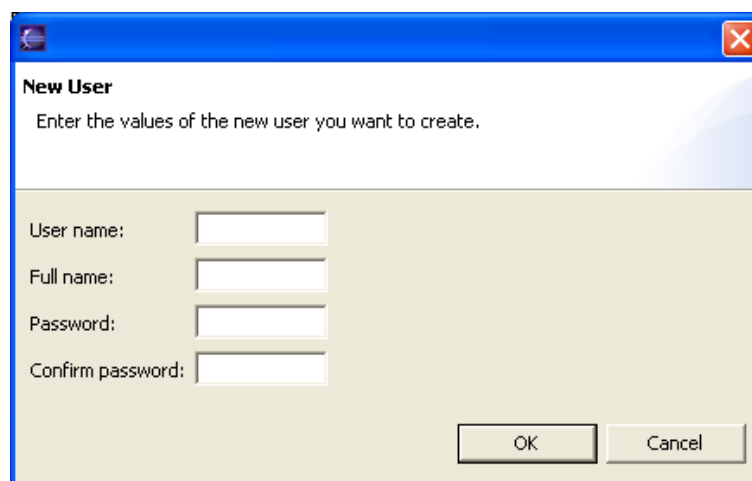 New User
Enter the values of the new user you want to create.
User name:
Full name:
Password:
Confirm password:
OK Cancel